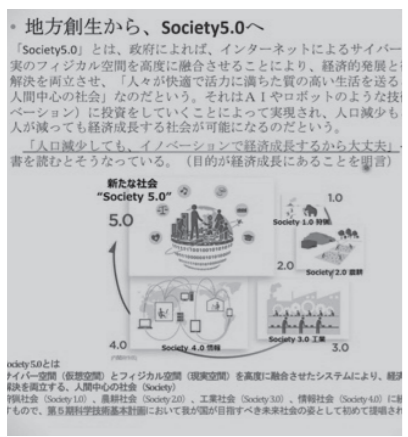 ・地方創生から、Society5.0へ
「Society5.0」とは、政府によれば、インターネットによるサイバー
実のフィジカル空間を高度に融合させることにより、経済的発展と
解決を両立させ、「人々が快適で活力に満ちた質の高い生活を送る
人間中心の社会」なのだという。それはＡＩやロボットのような技
ベーション）に投資をしていくことによって実現され、人口減少も
人が減っても経済成長する社会が可能になるのだという。
「人口減少しても、イノベーションで経済成長するから大丈夫」
書を読むとそうなっている。（目的が経済成長にあることを明言）
新たな社会
"Society 5.0"
5.0
1.0
Society 1.0 狩猟
2.0
Society 2.0 農耕
4.0
Society 4.0 情報
Society 3.0 工業
3.0
ociety 5.0とは
サイバー空間（仮想空間）とフィジカル空間（現実空間）を高度に融合させたシステムにより、経済
解決を両立する、人間中心の社会（Society）
狩猟社会（Society 1.0）、農耕社会（Society 2.0）、工業社会（Society 3.0）、情報社会（Society 4.0）に続
すもので、第５期科学技術基本計画において我が国が目指すべき未来社会の姿として初めて提唱され